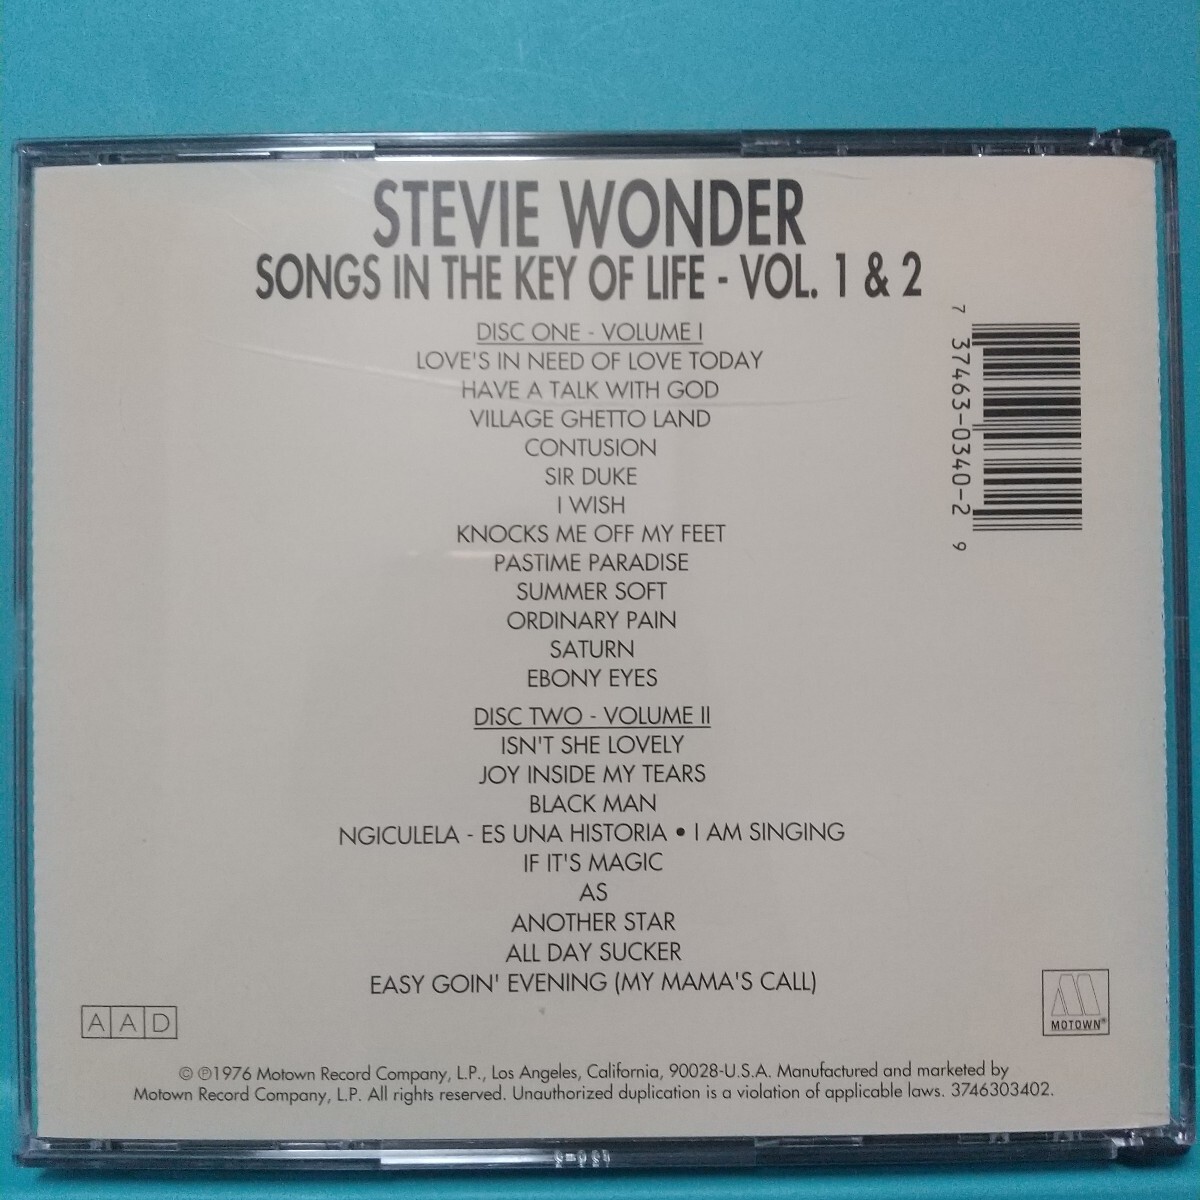 STEVIE WONDER
SONGS IN THE KEY OF LIFE - VOL. 1 & 2
DISC ONE - VOLUME I
LOVE'S IN NEED OF LOVE TODAY
HAVE A TALK WITH GOD
VILLAGE GHETTO LAND
CONTUSION
SIR DUKE
I WISH
KNOCKS ME OFF MY FEET
PASTIME PARADISE
SUMMER SOFT
ORDINARY PAIN
SATURN
EBONY EYES
DISC TWO - VOLUME II
ISN'T SHE LOVELY
JOY INSIDE MY TEARS
BLACK MAN
NGICULELA - ES UNA HISTORIA • I AM SINGING
IF IT'S MAGIC
AS
ANOTHER STAR
ALL DAY SUCKER
EASY GOIN' EVENING (MY MAMA'S CALL)
7 37463-0340-2 9
A A D
M
MOTOWN®
© ℗1976 Motown Record Company, L.P., Los Angeles, California, 90028-U.S.A. Manufactured and marketed by
Motown Record Company, L.P. All rights reserved. Unauthorized duplication is a violation of applicable laws. 3746303402.